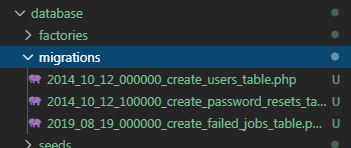 database
factories
migrations
2014_10_12_000000_create_users_table.php U
2014_10_12_100000_create_password_resets_ta... U
2019_08_19_000000_create_failed_jobs_table.p... U
seeds